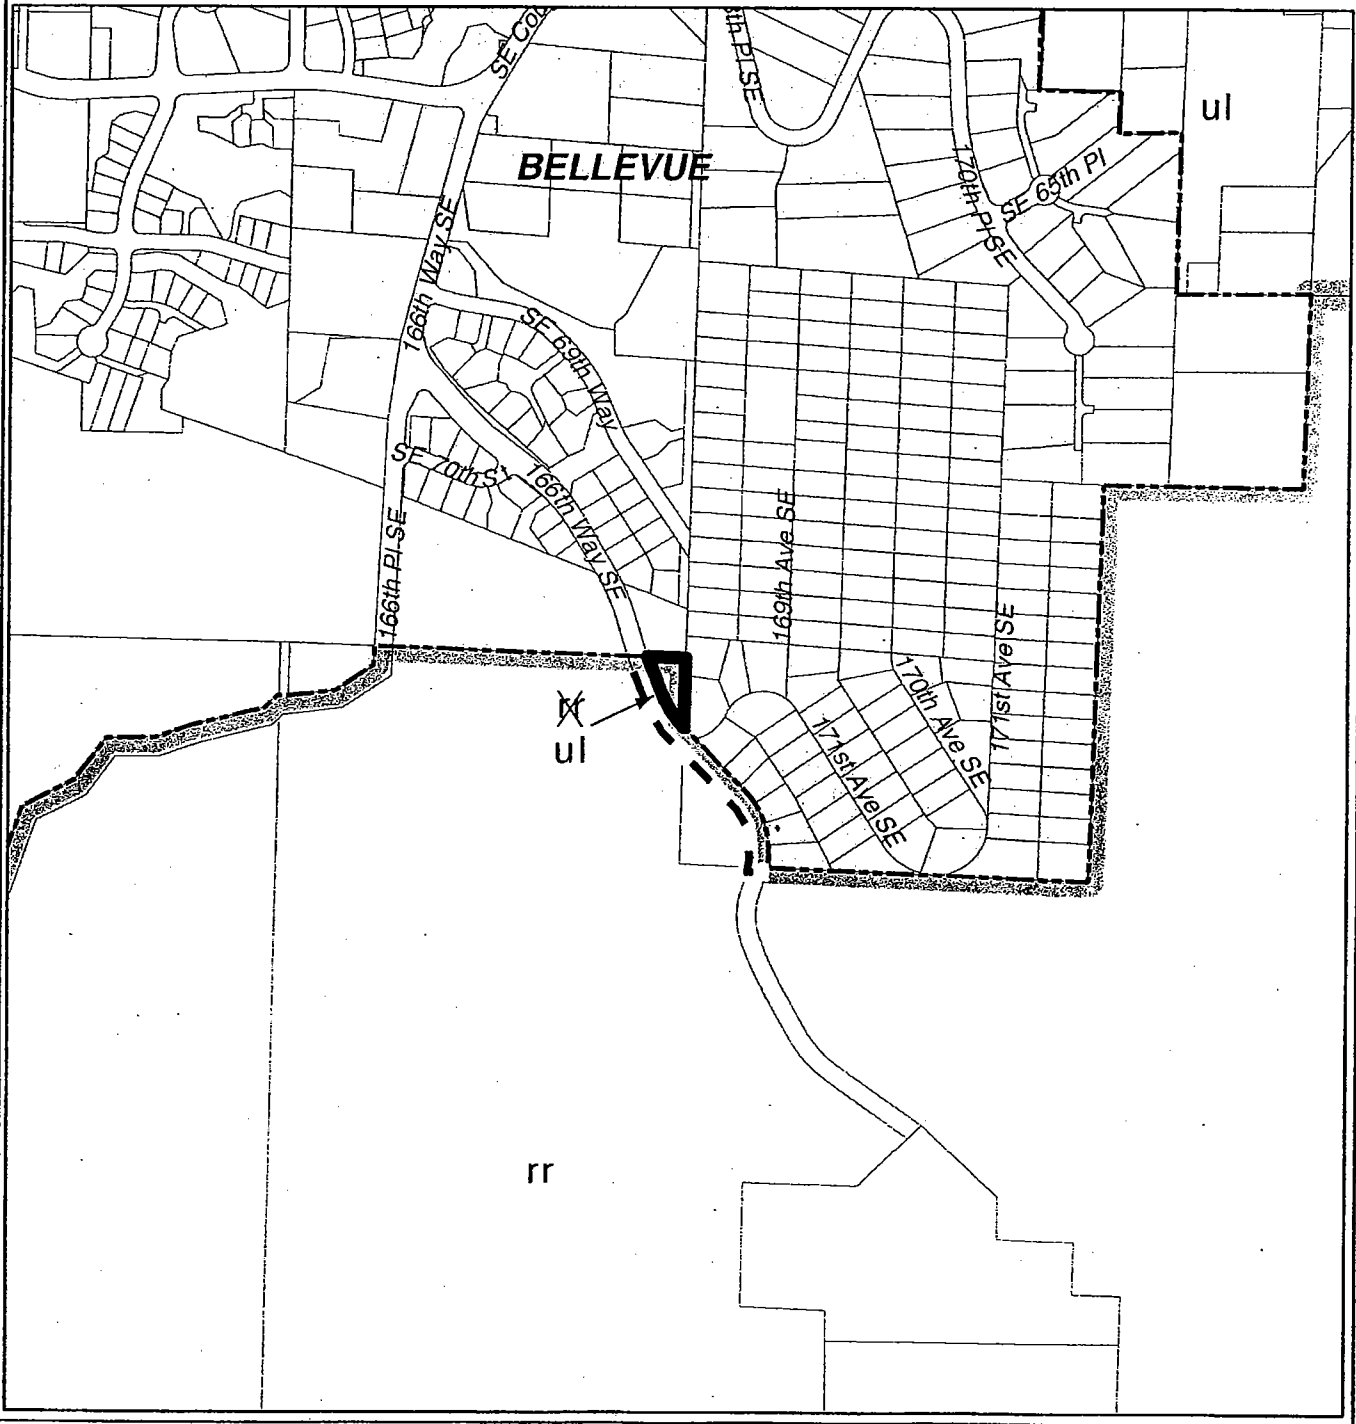 SE Cou
8th Pl SE
ul
BELLEVUE
170th Pl SE
SE 65th Pl
166th Way SE
SE 69th Way
SE 70th St
166th Way SE
166th Pl SE
169th Ave SE
171st Ave SE
170th Ave SE
171st Ave SE
rr
ul
rr